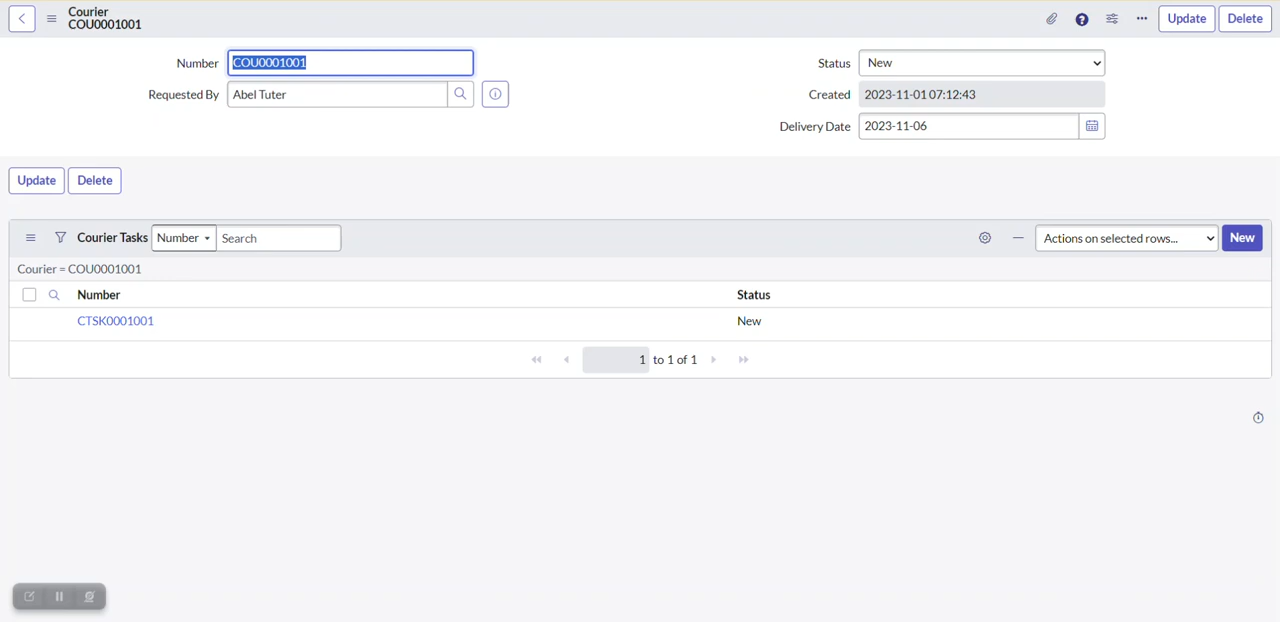 Courier
COU0001001
Update Delete
Number COU0001001 Status New
Requested By Abel Tuter Created 2023-11-01 07:12:43
Delivery Date 2023-11-06
Update Delete
Courier Tasks Number Search Actions on selected rows... New
Courier = COU0001001
Number Status
CTSK0001001 New
1 to 1 of 1